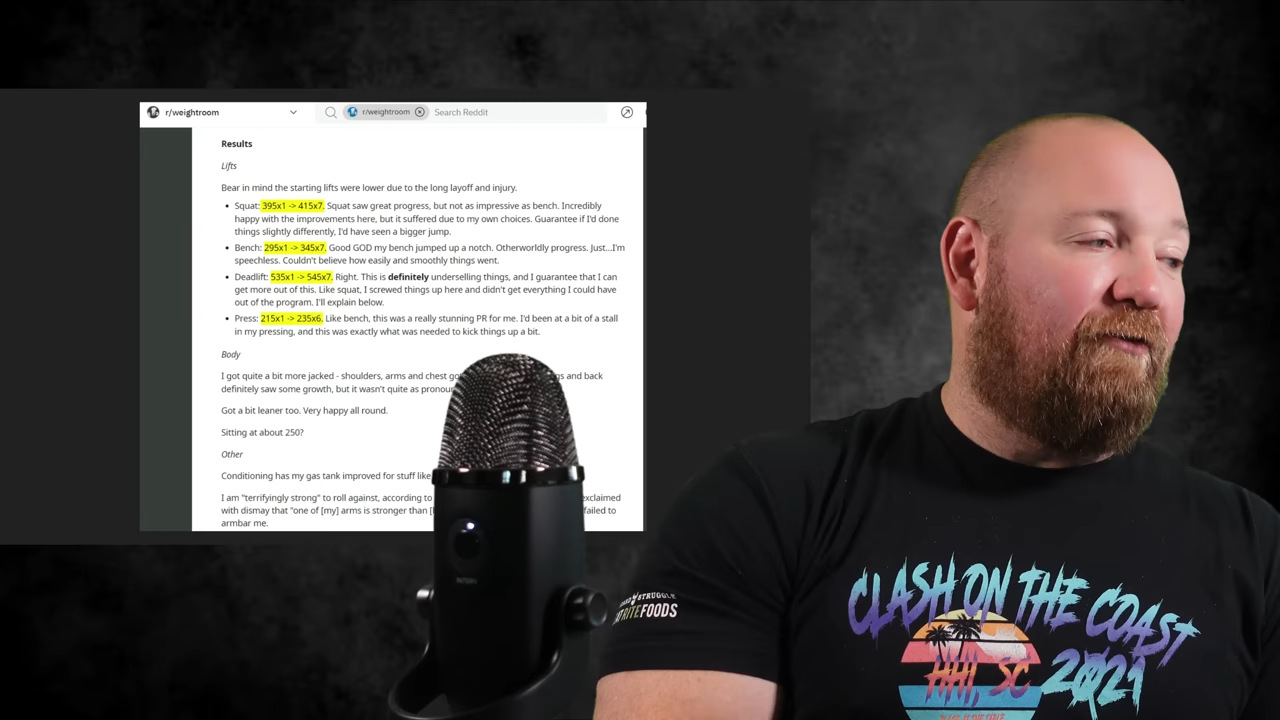 r/weightroom
r/weightroom
Search Reddit
Results
Lifts
Bear in mind the starting lifts were lower due to the long layoff and injury.
Squat: 395x1 -> 415x7. Squat saw great progress, but not as impressive as bench. Incredibly
happy with the improvements here, but it suffered due to my own choices. Guarantee if I'd done
things slightly differently, I'd have seen a bigger jump.
Bench: 295x1 -> 345x7. Good GOD my bench jumped up a notch. Otherworldly progress. Just...I'm
speechless. Couldn't believe how easily and smoothly things went.
Deadlift: 535x1 -> 545x7. Right. This is definitely underselling things, and I guarantee that I can
get more out of this. Like squat, I screwed things up here and didn't get everything I could have
out of the program. I'll explain below.
Press: 215x1 -> 235x6. Like bench, this was a really stunning PR for me. I'd been at a bit of a stall
in my pressing, and this was exactly what was needed to kick things up a bit.
Body
I got quite a bit more jacked - shoulders, arms and chest and back
definitely saw some growth, but it wasn't quite as
Got a bit leaner too. Very happy all round.
Sitting at about 250?
Other
Conditioning has my gas tank improved for stuff like
I am "terrifyingly strong" to roll against, according to exclaimed
with dismay that "one of [my] arms is stronger than failed to
armbar me.
STRUGGLE
RITEFOODS
CLASH ON THE COAST
HHI, SC 2021